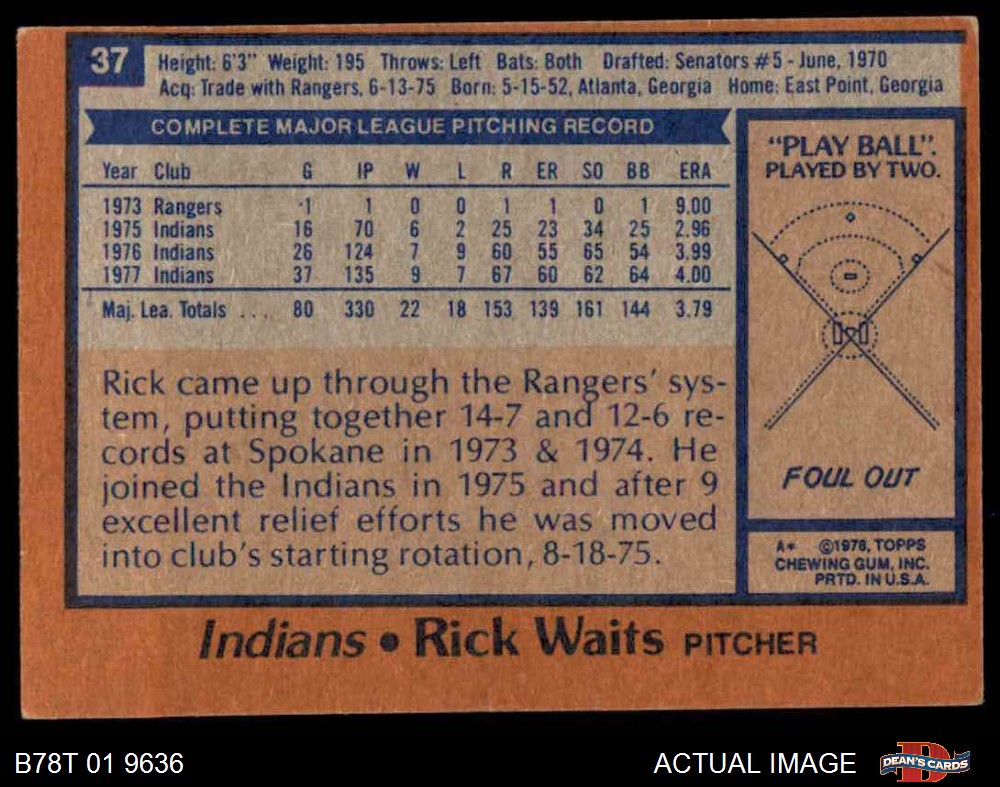 37
Height: 6'3" Weight: 195 Throws: Left Bats: Both Drafted: Senators #5 - June, 1970
Acq: Trade with Rangers, 6-13-75 Born: 5-15-52, Atlanta, Georgia Home: East Point, Georgia
COMPLETE MAJOR LEAGUE PITCHING RECORD
Year Club G IP W L R ER SO BB ERA
1973 Rangers 1 1 0 0 1 1 0 1 9.00
1975 Indians 16 70 6 2 25 23 34 25 2.96
1976 Indians 26 124 7 9 60 55 65 54 3.99
1977 Indians 37 135 9 7 67 60 62 64 4.00
Maj. Lea. Totals ... 80 330 22 18 153 139 161 144 3.79
Rick came up through the Rangers' sys-
tem, putting together 14-7 and 12-6 re-
cords at Spokane in 1973 & 1974. He
joined the Indians in 1975 and after 9
excellent relief efforts he was moved
into club's starting rotation, 8-18-75.
"PLAY BALL".
PLAYED BY TWO.
FOUL OUT
A* ©1978, TOPPS
CHEWING GUM, INC.
PRTD. IN U.S.A.
Indians • Rick Waits PITCHER
B78T 01 9636
ACTUAL IMAGE
DEAN'S CARDS